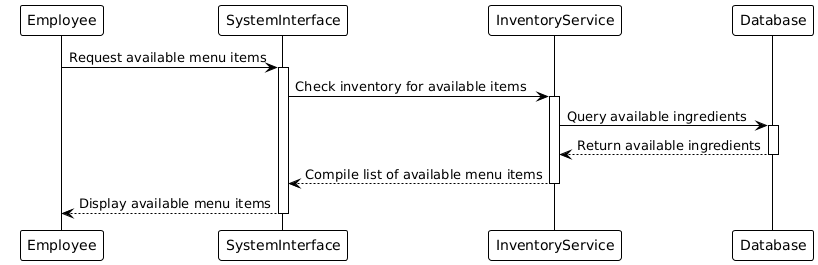 Employee SystemInterface InventoryService Database
Request available menu items
Check inventory for available items
Query available ingredients
Return available ingredients
Compile list of available menu items
Display available menu items
Employee SystemInterface InventoryService Database